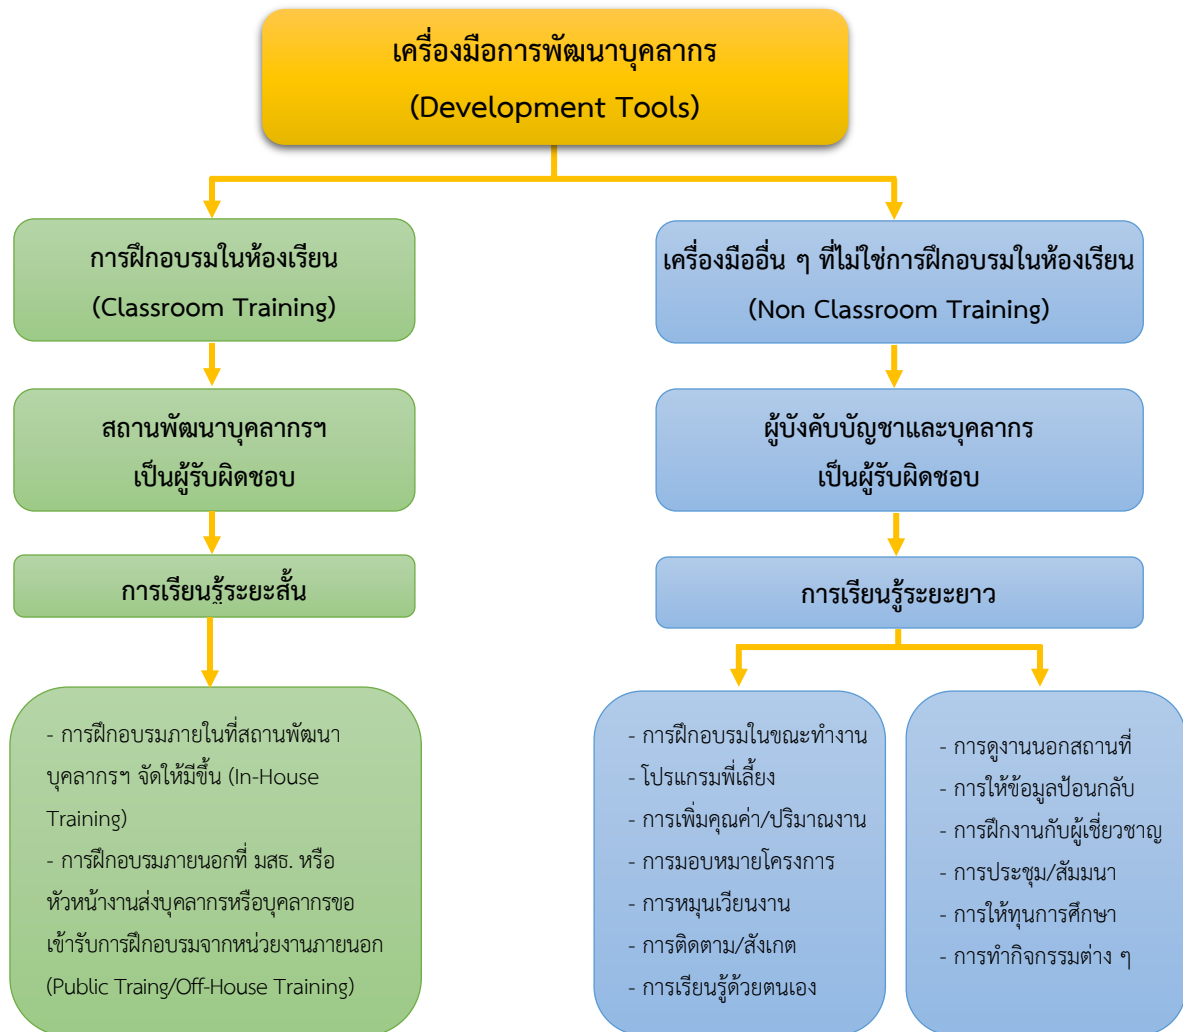 เครื่องมือการพัฒนาบุคลากร
(Development Tools)
การฝึกอบรมในห้องเรียน
(Classroom Training)
เครื่องมืออื่น ๆ ที่ไม่ใช่การฝึกอบรมในห้องเรียน
(Non Classroom Training)
สถานพัฒนาบุคลากรฯ
เป็นผู้รับผิดชอบ
ผู้บังคับบัญชาและบุคลากร
เป็นผู้รับผิดชอบ
การเรียนรู้ระยะสั้น
การเรียนรู้ระยะยาว
- การฝึกอบรมภายในที่สถานพัฒนา
บุคลากรฯ จัดให้มีขึ้น (In-House
Training)
- การฝึกอบรมภายนอกที่ มสธ. หรือ
หัวหน้างานส่งบุคลากรหรือบุคลากรขอ
เข้ารับการฝึกอบรมจากหน่วยงานภายนอก
(Public Traing/Off-House Training)
- การฝึกอบรมในขณะทำงาน
- โปรแกรมพี่เลี้ยง
- การเพิ่มคุณค่า/ปริมาณงาน
- การมอบหมายโครงการ
- การหมุนเวียนงาน
- การติดตาม/สังเกต
- การเรียนรู้ด้วยตนเอง
- การดูงานนอกสถานที่
- การให้ข้อมูลป้อนกลับ
- การฝึกงานกับผู้เชี่ยวชาญ
- การประชุม/สัมมนา
- การให้ทุนการศึกษา
- การทำกิจกรรมต่าง ๆ